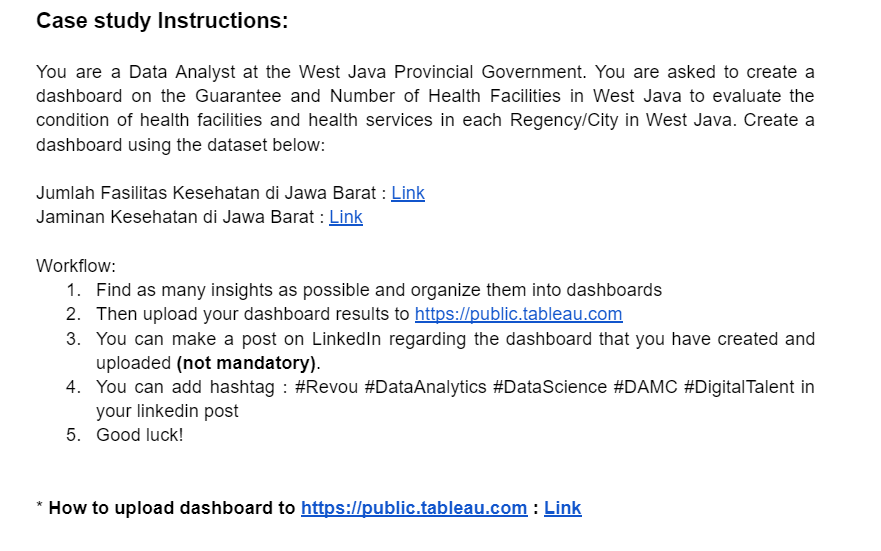 Case study Instructions:
You are a Data Analyst at the West Java Provincial Government. You are asked to create a
dashboard on the Guarantee and Number of Health Facilities in West Java to evaluate the
condition of health facilities and health services in each Regency/City in West Java. Create a
dashboard using the dataset below:
Jumlah Fasilitas Kesehatan di Jawa Barat : Link
Jaminan Kesehatan di Jawa Barat : Link
Workflow:
1. Find as many insights as possible and organize them into dashboards
2. Then upload your dashboard results to https://public.tableau.com
3. You can make a post on LinkedIn regarding the dashboard that you have created and
uploaded (not mandatory).
4. You can add hashtag : #Revou #DataAnalytics #DataScience #DAMC #DigitalTalent in
your linkedin post
5. Good luck!
* How to upload dashboard to https://public.tableau.com : Link